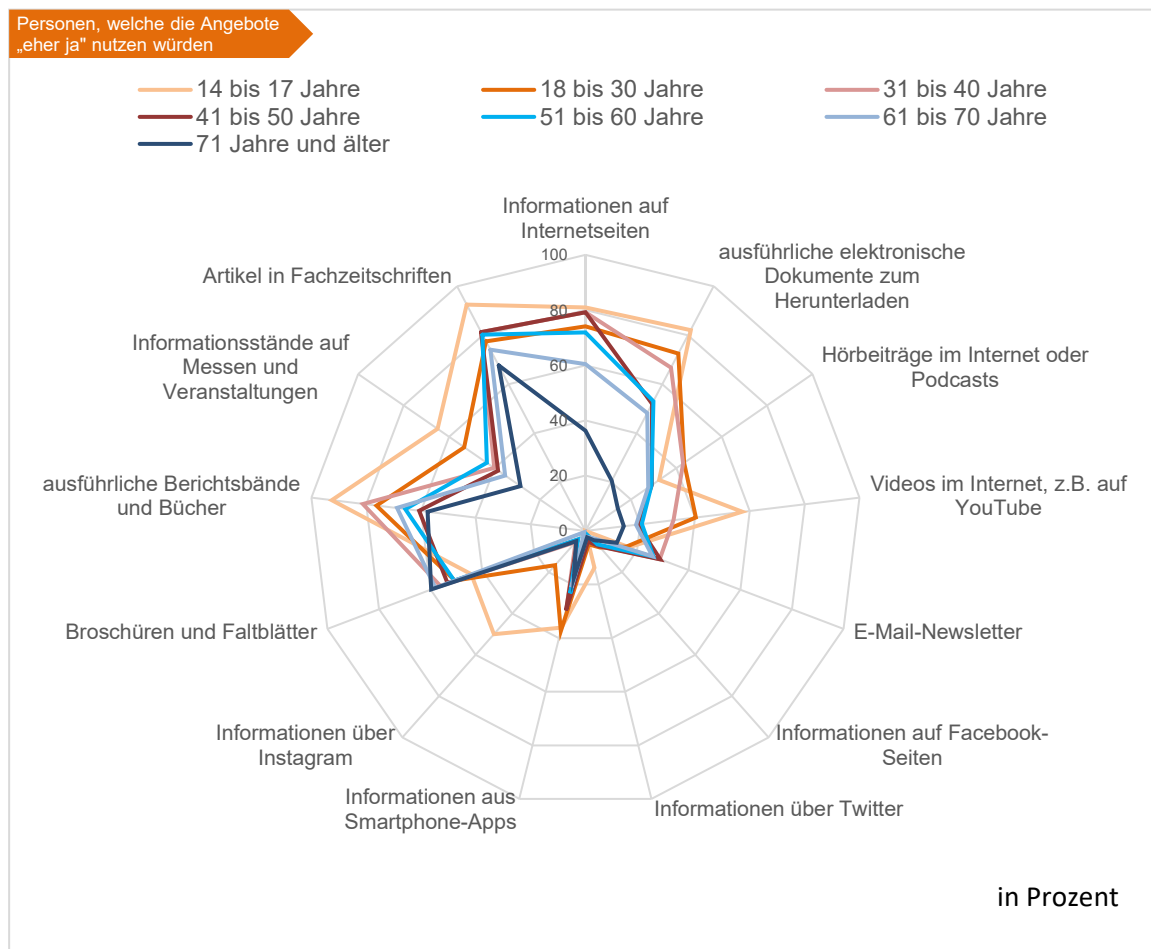 Personen, welche die Angebote
„eher ja" nutzen würden
14 bis 17 Jahre
18 bis 30 Jahre
31 bis 40 Jahre
41 bis 50 Jahre
51 bis 60 Jahre
61 bis 70 Jahre
71 Jahre und älter
Informationen auf
Internetseiten
ausführliche elektronische
Dokumente zum
Herunterladen
Hörbeiträge im Internet oder
Podcasts
Videos im Internet, z.B. auf
YouTube
E-Mail-Newsletter
Informationen auf Facebook-
Seiten
Informationen über Twitter
Informationen aus
Smartphone-Apps
Informationen über
Instagram
Broschüren und Faltblätter
ausführliche Berichtsbände
und Bücher
Informationsstände auf
Messen und
Veranstaltungen
Artikel in Fachzeitschriften
100
80
60
40
20
0
in Prozent